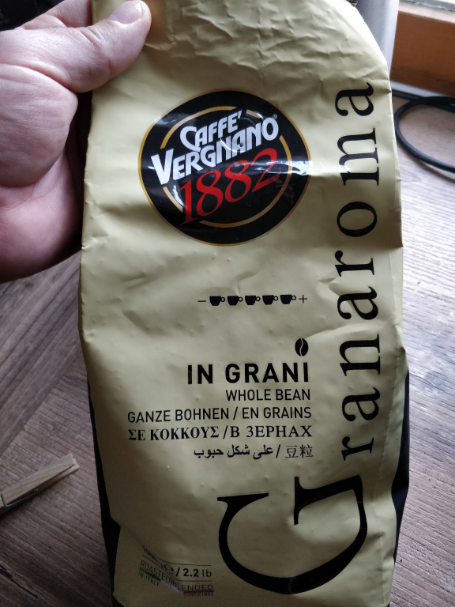 CAFFÈ
VERGNANO
1882
Granaroma
- +
IN GRANI
WHOLE BEAN
GANZE BOHNEN / EN GRAINS
ΣΕ ΚΟΚΚΟΥΣ / В ЗЕРНАХ
على شكل حبوب / 豆粒
/ 2.2 lb